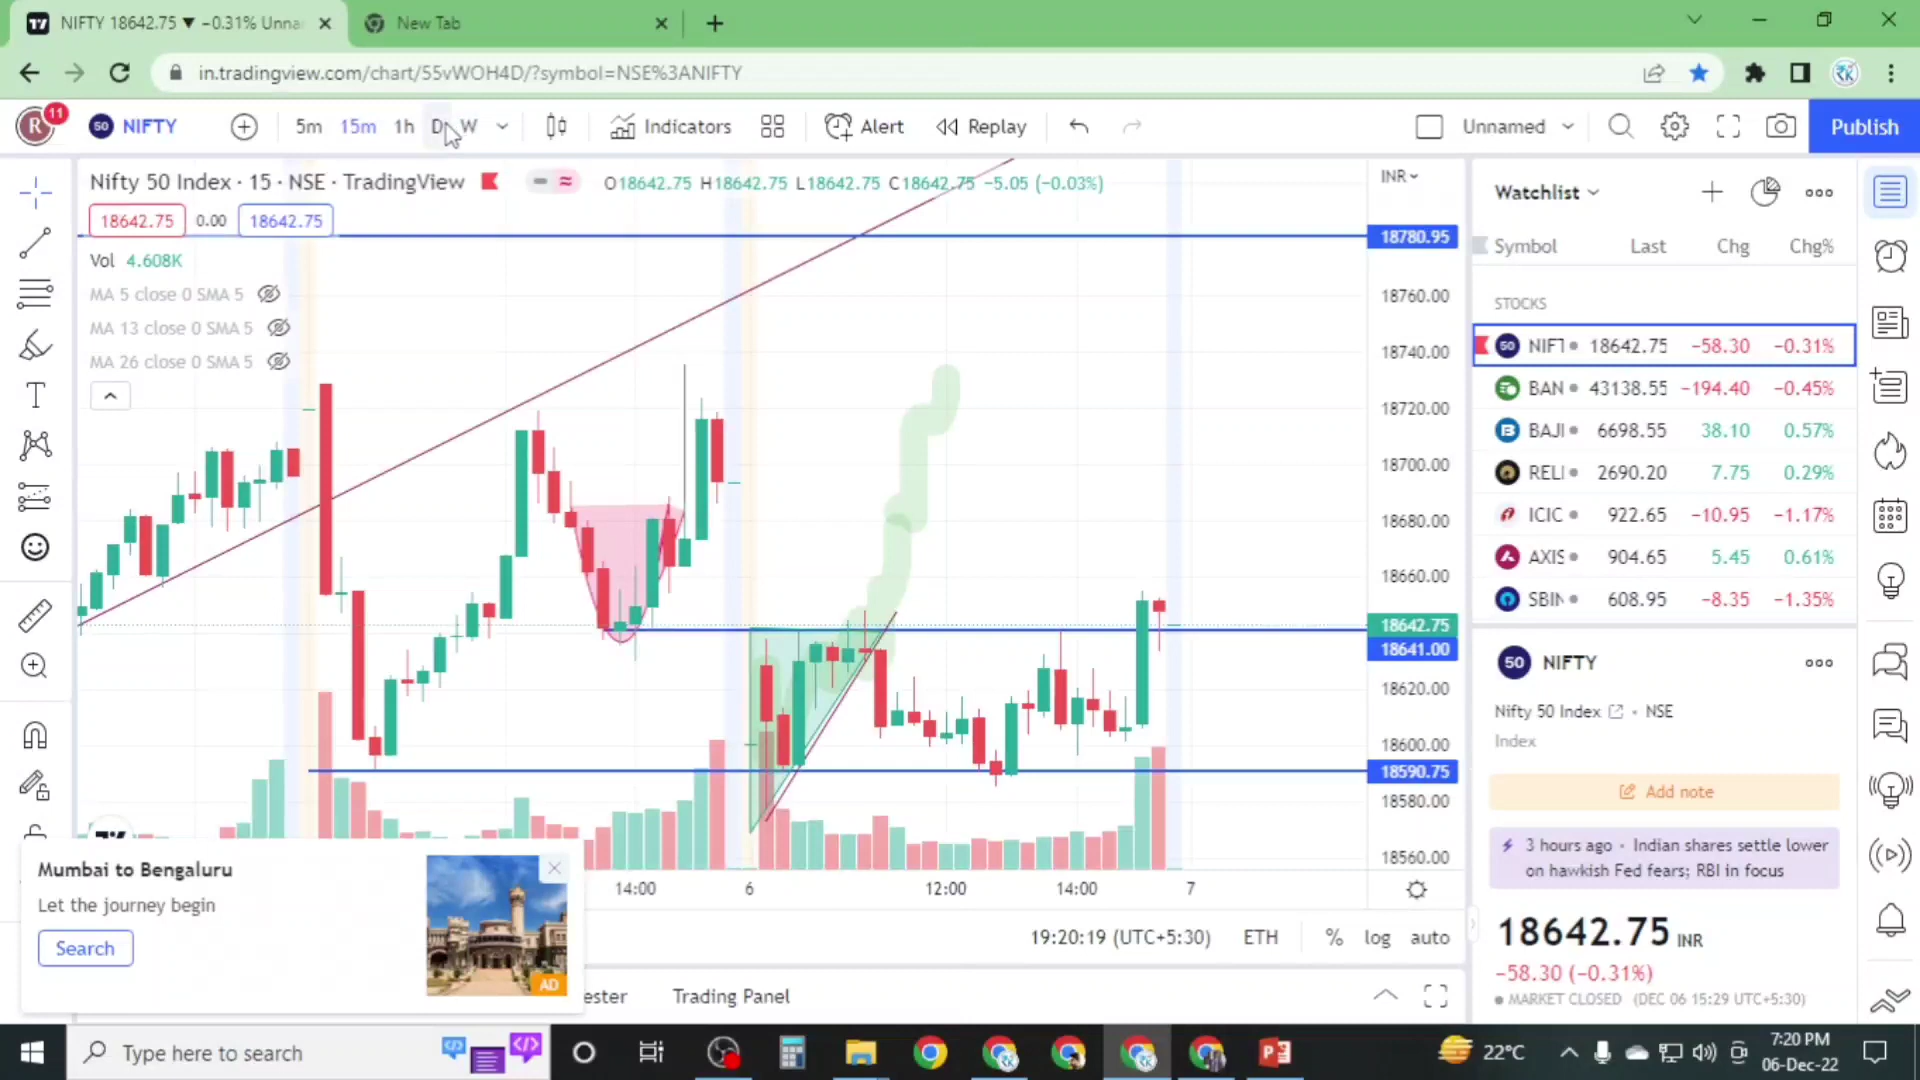 NIFTY 18642.75 ▼ −0.31% Unna
New Tab
in.tradingview.com/chart/55vWOH4D/?symbol=NSE%3ANIFTY
R 11
50 NIFTY 5m 15m 1h D W Indicators Alert Replay Unnamed Publish
Nifty 50 Index · 15 · NSE · TradingView O18642.75 H18642.75 L18642.75 C18642.75 −5.05 (−0.03%)
18642.75 0.00 18642.75
Vol 4.608K
MA 5 close 0 SMA 5
MA 13 close 0 SMA 5
MA 26 close 0 SMA 5
INR
18780.95
18760.00
18740.00
18720.00
18700.00
18680.00
18660.00
18642.75
18641.00
18620.00
18600.00
18590.75
18580.00
18560.00
14:00 6 12:00 14:00 7
19:20:19 (UTC+5:30) ETH % log auto
ester Trading Panel
Mumbai to Bengaluru
Let the journey begin
Search
AD
Watchlist
Symbol Last Chg Chg%
STOCKS
50 NIFT 18642.75 −58.30 −0.31%
BAN 43138.55 −194.40 −0.45%
BAJI 6698.55 38.10 0.57%
RELI 2690.20 7.75 0.29%
ICIC 922.65 −10.95 −1.17%
AXIS 904.65 5.45 0.61%
SBIN 608.95 −8.35 −1.35%
50 NIFTY
Nifty 50 Index · NSE
Index
Add note
3 hours ago · Indian shares settle lower
on hawkish Fed fears; RBI in focus
18642.75 INR
−58.30 (−0.31%)
MARKET CLOSED (DEC 06 15:29 UTC+5:30)
Type here to search
22°C
7:20 PM
06-Dec-22